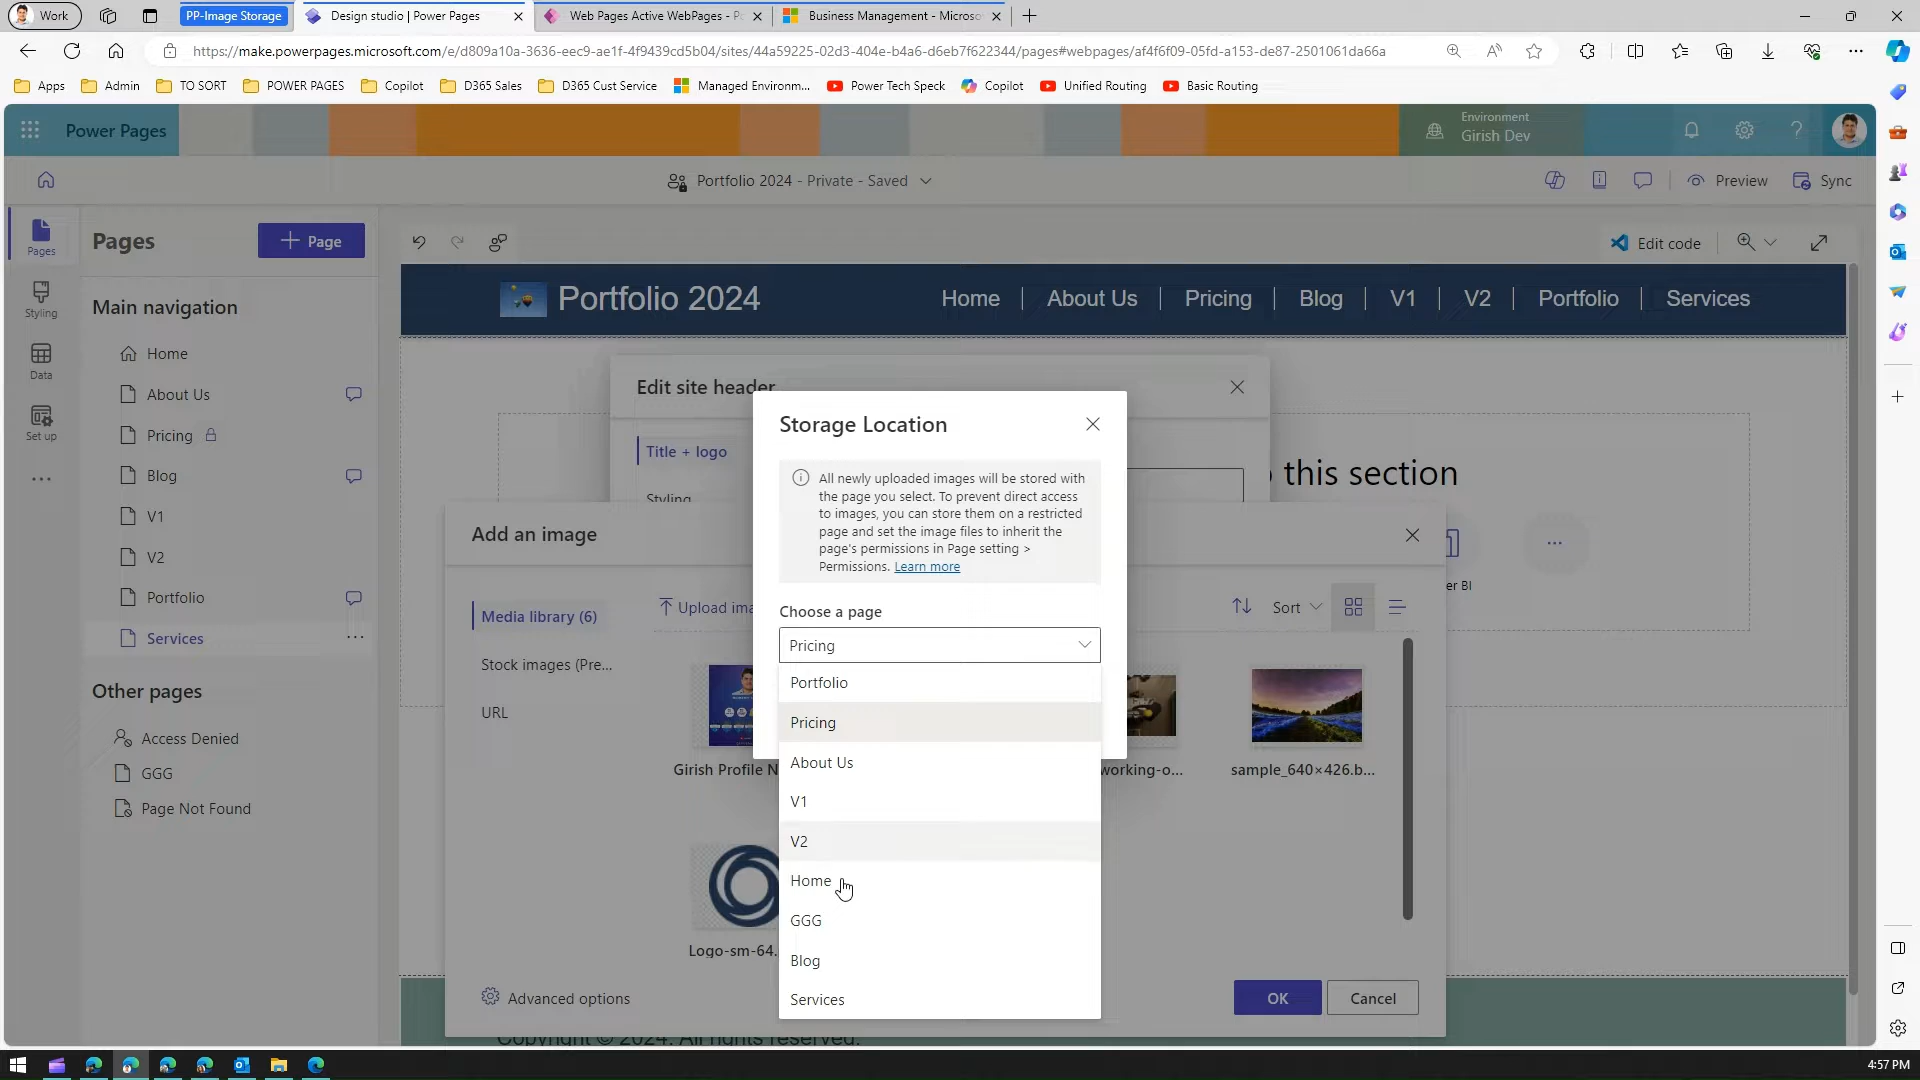 Work
PP-Image Storage
Design studio | Power Pages
Web Pages Active WebPages - Po
Business Management - Microso
https://make.powerpages.microsoft.com/e/d809a10a-3636-eec9-ae1f-4f9439cd5b04/sites/44a59225-02d3-404e-b4a6-d6eb7f622344/pages#webpages/af4f6f09-05fd-a153-de87-2501061da66a
Apps
Admin
TO SORT
POWER PAGES
Copilot
D365 Sales
D365 Cust Service
Managed Environm...
Power Tech Speck
Copilot
Unified Routing
Basic Routing
Power Pages
Environment
Girish Dev
Portfolio 2024 - Private - Saved
Preview
Sync
Pages
Styling
Data
Set up
Pages
Page
Main navigation
Home
About Us
Pricing
Blog
V1
V2
Portfolio
Services
Other pages
Access Denied
GGG
Page Not Found
Edit code
Portfolio 2024
Home
About Us
Pricing
Blog
V1
V2
Portfolio
Services
Edit site header
Title + logo
Styling
this section
er BI
Add an image
Media library (6)
Stock images (Pre...
URL
Upload ima
Sort
Girish Profile N
working-o...
sample_640×426.b...
Logo-sm-64.
Advanced options
OK
Cancel
Storage Location
All newly uploaded images will be stored with
the page you select. To prevent direct access
to images, you can store them on a restricted
page and set the image files to inherit the
page's permissions in Page setting >
Permissions. Learn more
Choose a page
Pricing
Portfolio
Pricing
About Us
V1
V2
Home
GGG
Blog
Services
Copyright © 2024. All rights reserved.
4:57 PM